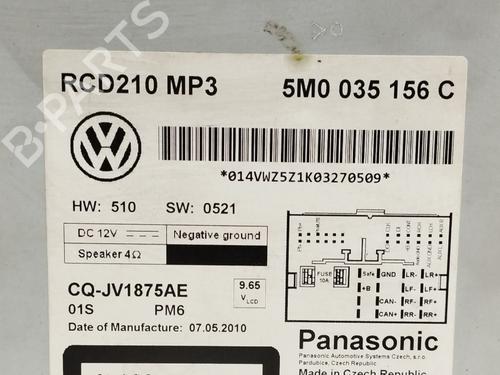 RCD210 MP3 5M0 035 156 C
*014VWZ5Z1K03270509*
HW: 510 SW: 0521
DC 12V Negative ground
Speaker 4Ω
CQ-JV1875AE 9.65 V LCD
01S PM6
Date of Manufacture: 07.05.2010
FUSE 10A
Safe GND LR- LR+
+B LF- LF+
CAN- RF- RF+
CAN+ RR- RR+
Panasonic
Panasonic Automotive Systems Czech, s.r.o.
Pardubice, Czech Republic
Made in Czech Republic
B-PARTS